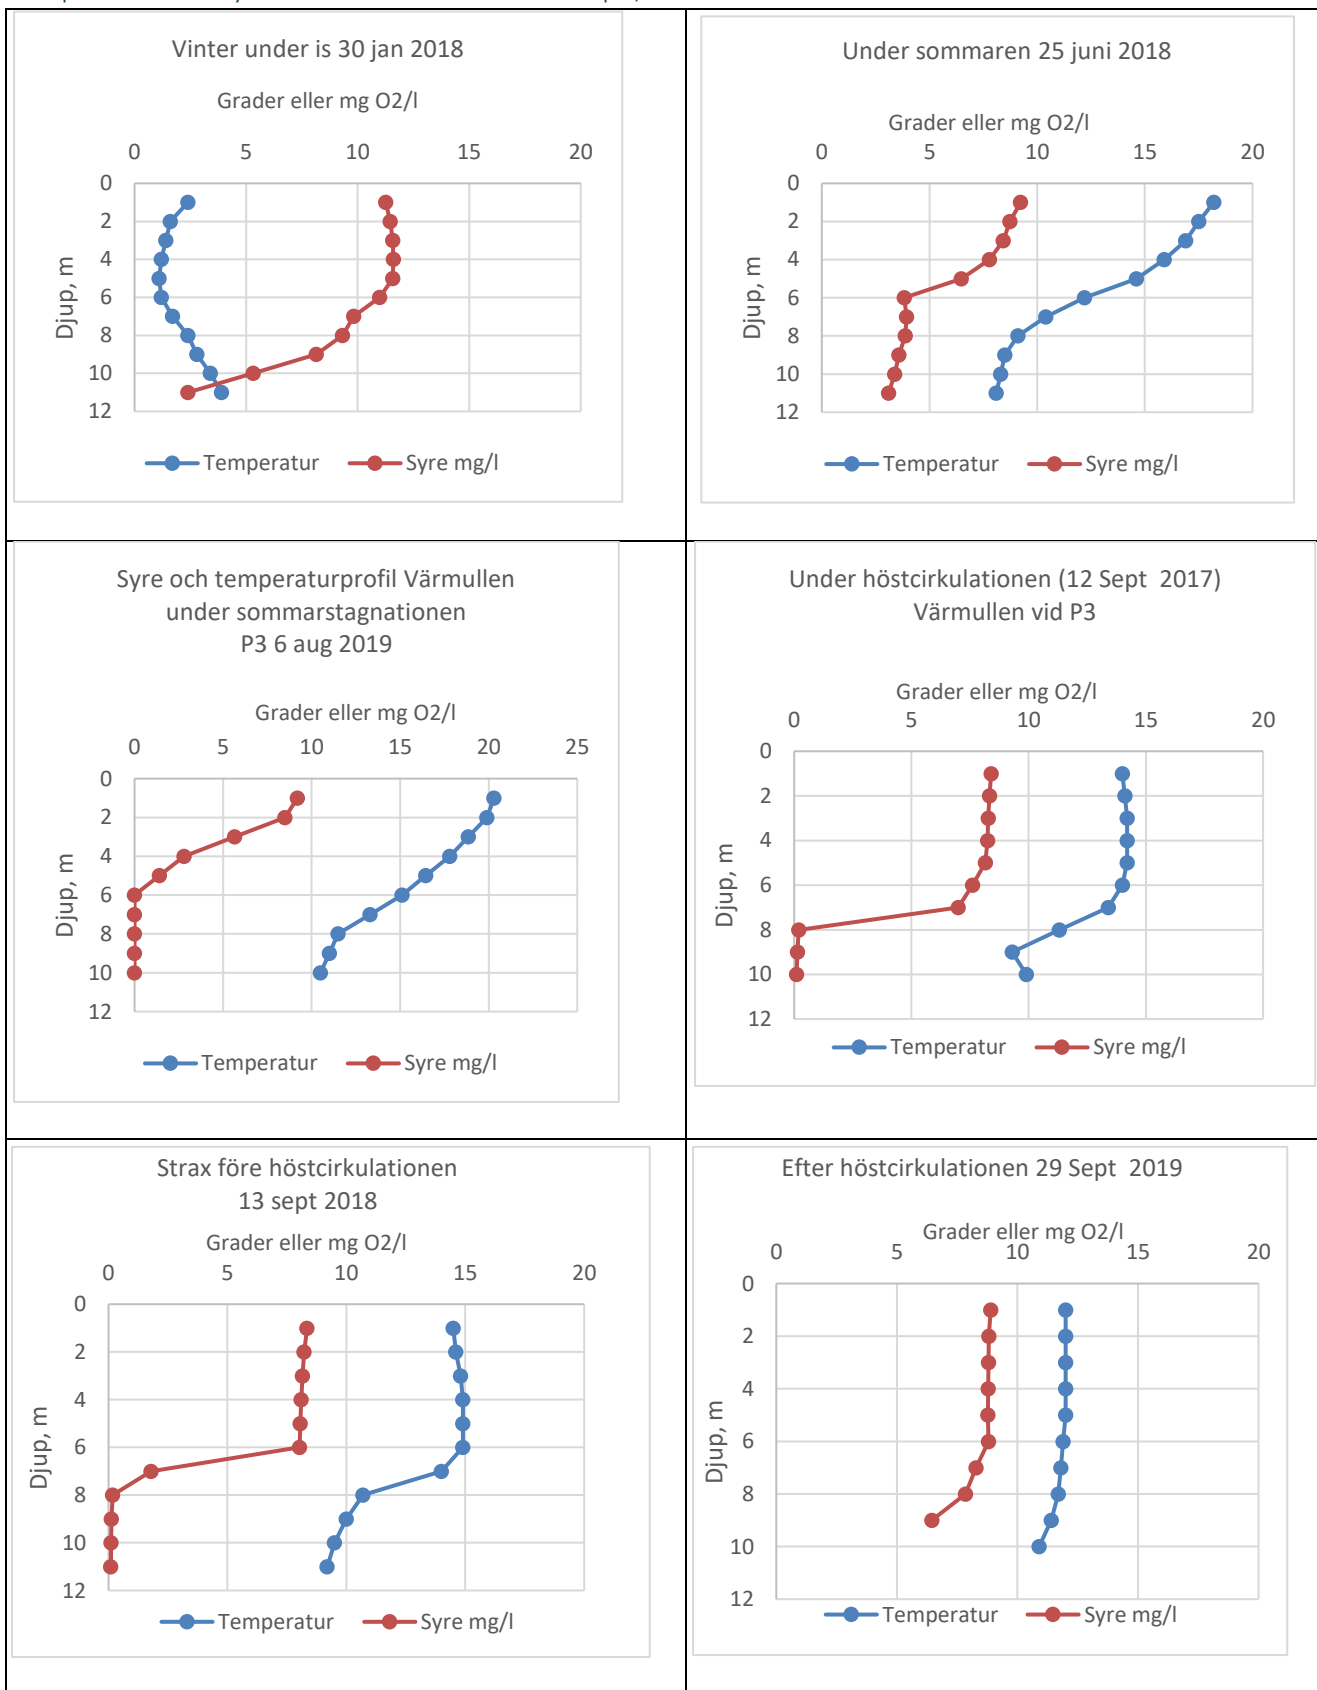 Vinter under is 30 jan 2018
Grader eller mg O2/l
0 5 10 15 20
0
2
4
6
8
10
12
Djup, m
Temperatur Syre mg/l
Under sommaren 25 juni 2018
Grader eller mg O2/l
0 5 10 15 20
0
2
4
6
8
10
12
Djup, m
Temperatur Syre mg/l
Syre och temperaturprofil Värmullen
under sommarstagnationen
P3 6 aug 2019
Grader eller mg O2/l
0 5 10 15 20 25
0
2
4
6
8
10
12
Djup, m
Temperatur Syre mg/l
Under höstcirkulationen (12 Sept 2017)
Värmullen vid P3
Grader eller mg O2/l
0 5 10 15 20
0
2
4
6
8
10
12
Djup, m
Temperatur Syre mg/l
Strax före höstcirkulationen
13 sept 2018
Grader eller mg O2/l
0 5 10 15 20
0
2
4
6
8
10
12
Djup, m
Temperatur Syre mg/l
Efter höstcirkulationen 29 Sept 2019
Grader eller mg O2/l
0 5 10 15 20
0
2
4
6
8
10
12
Djup, m
Temperatur Syre mg/l